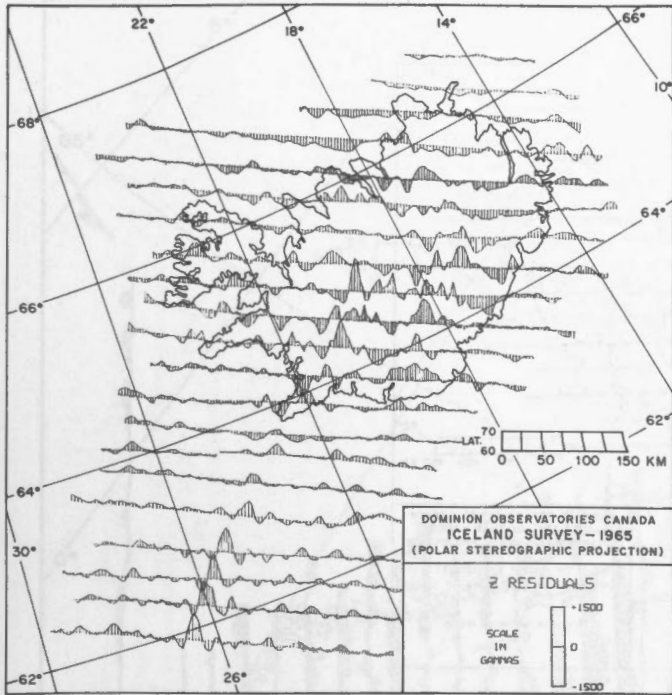 22°
18°
14°
66°
10°
68°
64°
66°
62°
LAT. 70
60
0 50 100 150 KM
64°
DOMINION OBSERVATORIES CANADA
ICELAND SURVEY–1965
(POLAR STEREOGRAPHIC PROJECTION)
30°
Z RESIDUALS
+1500
SCALE
IN
GAMMAS
0
-1500
62°
26°